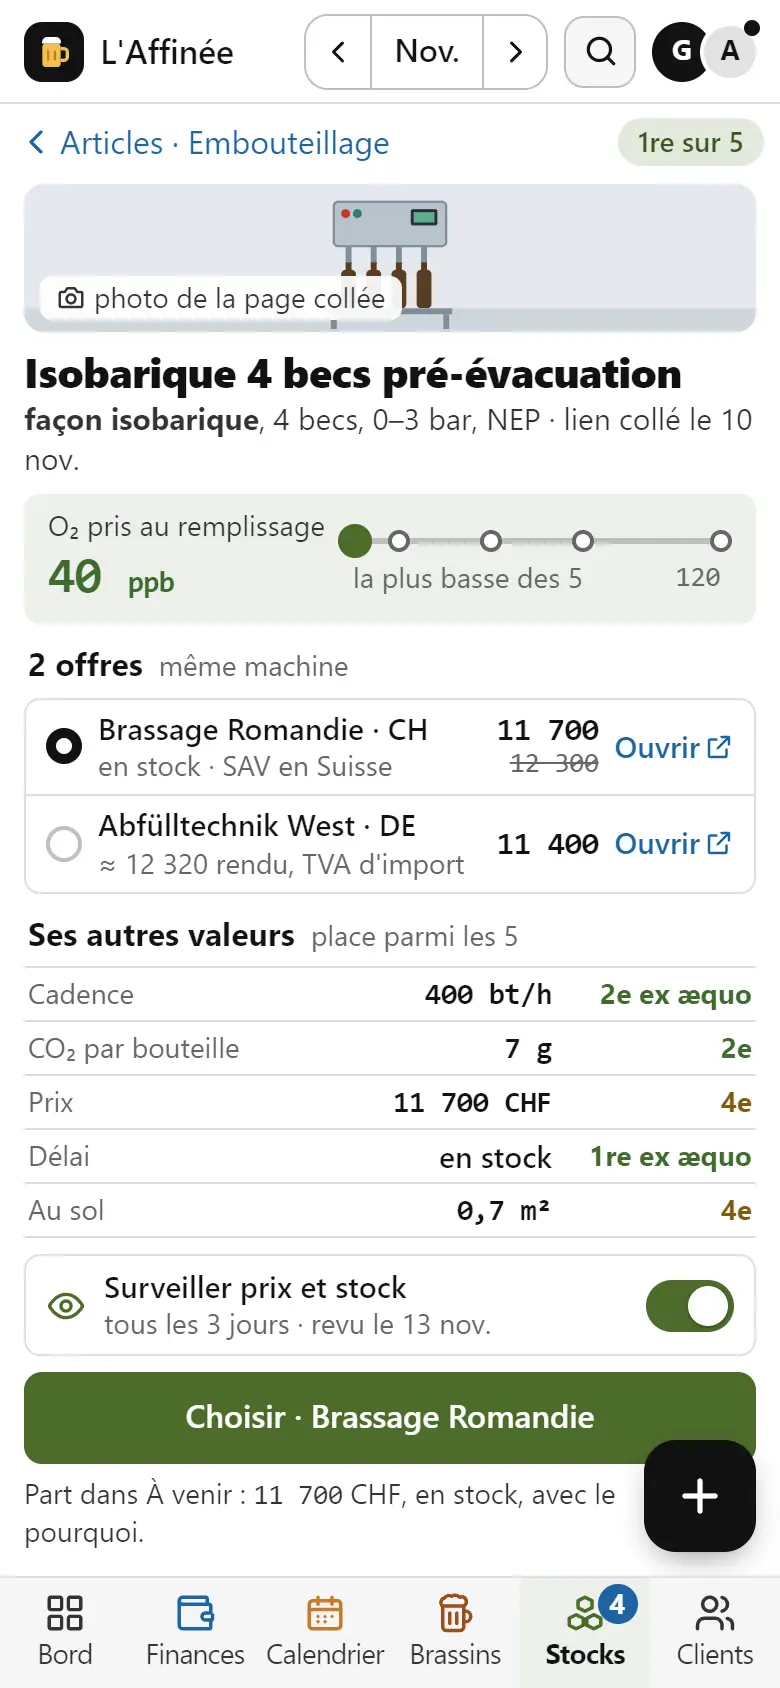 L'Affinée
Nov.
G
A
Articles · Embouteillage
1re sur 5
photo de la page collée
Isobarique 4 becs pré-évacuation
façon isobarique, 4 becs, 0–3 bar, NEP · lien collé le 10
nov.
O₂ pris au remplissage
40 ppb
la plus basse des 5
120
2 offres même machine
Brassage Romandie · CH
en stock · SAV en Suisse
11 700
12 300
Ouvrir
Abfülltechnik West · DE
≈ 12 320 rendu, TVA d'import
11 400
Ouvrir
Ses autres valeurs place parmi les 5
Cadence 400 bt/h 2e ex æquo
CO₂ par bouteille 7 g 2e
Prix 11 700 CHF 4e
Délai en stock 1re ex æquo
Au sol 0,7 m² 4e
Surveiller prix et stock
tous les 3 jours · revu le 13 nov.
Choisir · Brassage Romandie
Part dans À venir : 11 700 CHF, en stock, avec le
pourquoi.
Bord
Finances
Calendrier
Brassins
4
Stocks
Clients